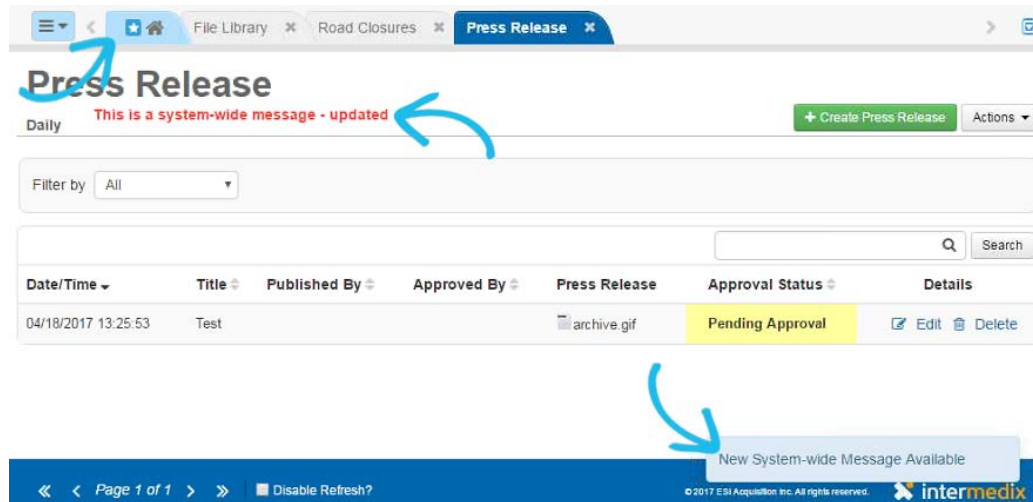 File Library ✖ Road Closures ✖ Press Release ✖
Press Release
This is a system-wide message - updated
Daily
+ Create Press Release Actions
Filter by All
Search
Date/Time Title Published By Approved By Press Release Approval Status Details
04/18/2017 13:25:53 Test archive.gif Pending Approval Edit Delete
New System-wide Message Available
« < Page 1 of 1 > » Disable Refresh? ©2017 ESi Acquisition Inc. All rights reserved. intermedix